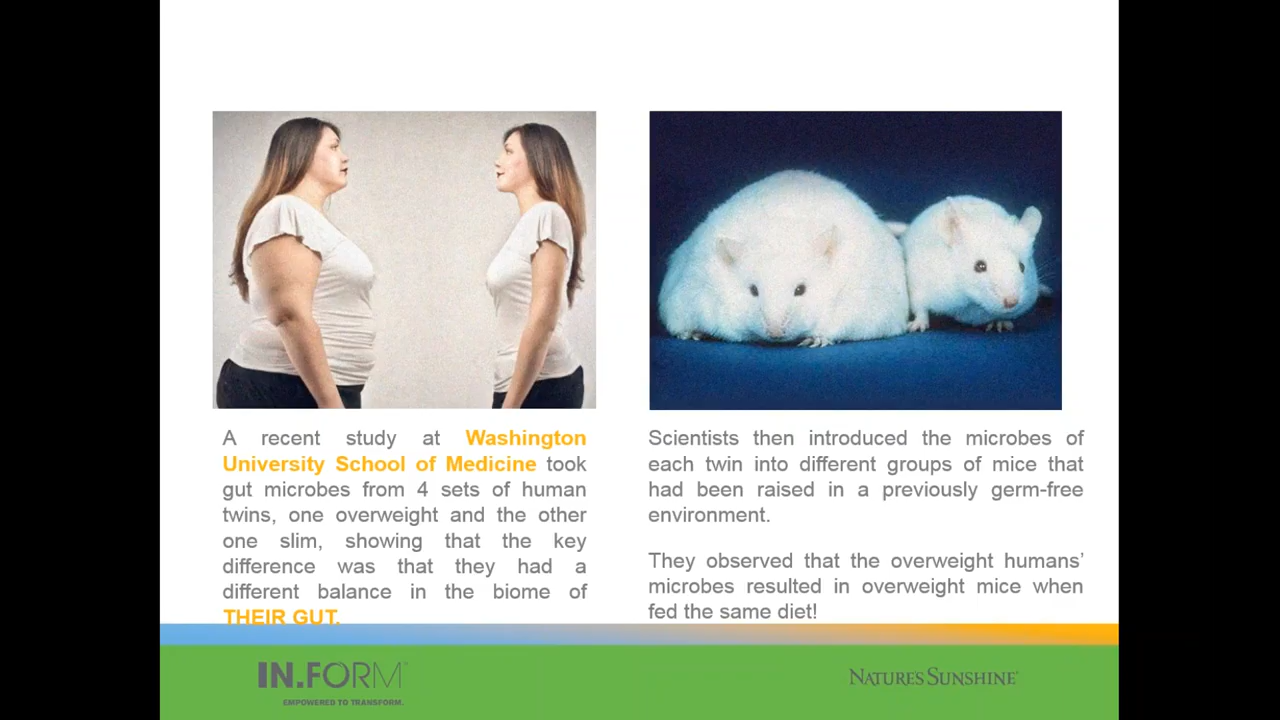 A recent study at Washington
University School of Medicine took
gut microbes from 4 sets of human
twins, one overweight and the other
one slim, showing that the key
difference was that they had a
different balance in the biome of
THEIR GUT.
Scientists then introduced the microbes of
each twin into different groups of mice that
had been raised in a previously germ-free
environment.
They observed that the overweight humans’
microbes resulted in overweight mice when
fed the same diet!
IN.FORM
EMPOWERED TO TRANSFORM.
NATURE'S SUNSHINE®